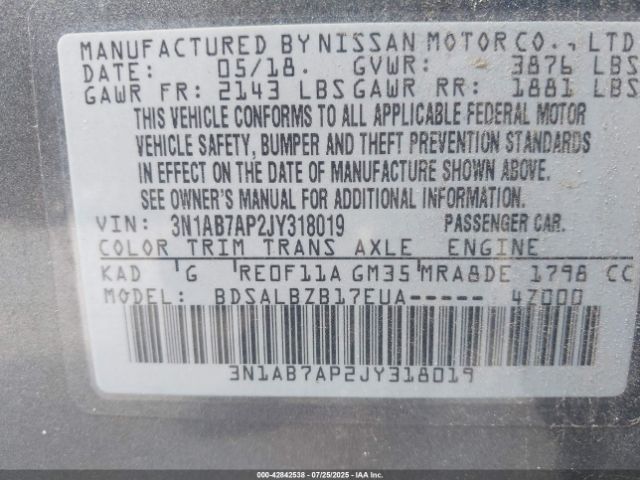 MANUFACTURED BY NISSAN MOTOR CO., LTD
DATE: 05/18. GVWR: 3876 LBS
GAWR FR: 2143 LBS GAWR RR: 1881 LBS
THIS VEHICLE CONFORMS TO ALL APPLICABLE FEDERAL MOTOR
VEHICLE SAFETY, BUMPER AND THEFT PREVENTION STANDARDS
IN EFFECT ON THE DATE OF MANUFACTURE SHOWN ABOVE.
SEE OWNER'S MANUAL FOR ADDITIONAL INFORMATION
VIN: 3N1AB7AP2JY318019 PASSENGER CAR.
COLOR TRIM TRANS AXLE ENGINE
KAD G RE0F11A GM35 MRA8DE 1798 CC
MODEL: BDSALBZB17EUA----- 4Z000
3N1AB7AP2JY318019
000-42842538 | 07/25/2025 | IAAI.COM